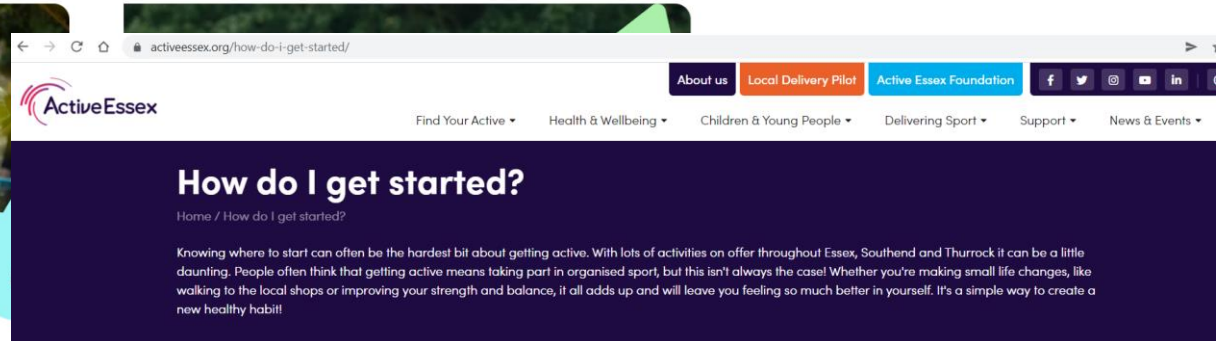 activeessex.org/how-do-i-get-started/
About us
Local Delivery Pilot
Active Essex Foundation
ActiveEssex
Find Your Active
Health & Wellbeing
Children & Young People
Delivering Sport
Support
News & Events
How do I get started?
Home / How do I get started?
Knowing where to start can often be the hardest bit about getting active. With lots of activities on offer throughout Essex, Southend and Thurrock it can be a little
daunting. People often think that getting active means taking part in organised sport, but this isn't always the case! Whether you're making small life changes, like
walking to the local shops or improving your strength and balance, it all adds up and will leave you feeling so much better in yourself. It's a simple way to create a
new healthy habit!